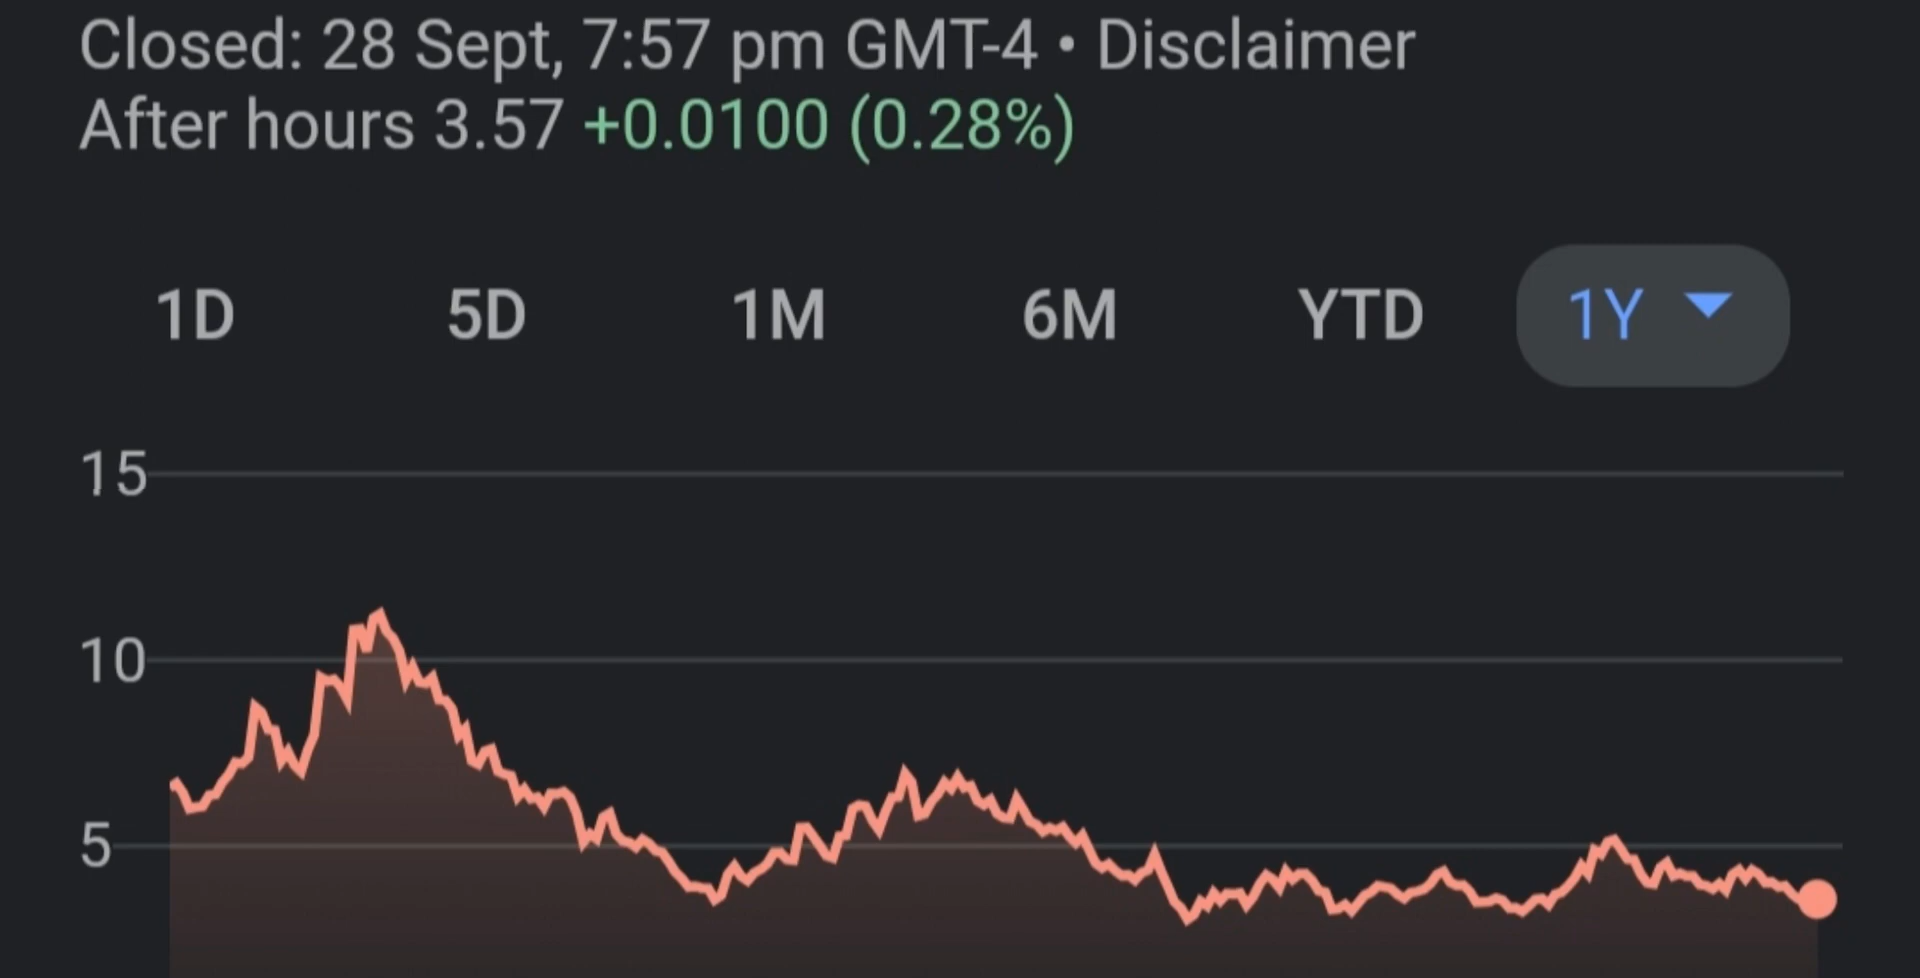 Closed: 28 Sept, 7:57 pm GMT-4 • Disclaimer
After hours 3.57 +0.0100 (0.28%)
1D 5D 1M 6M YTD 1Y
15
10
5